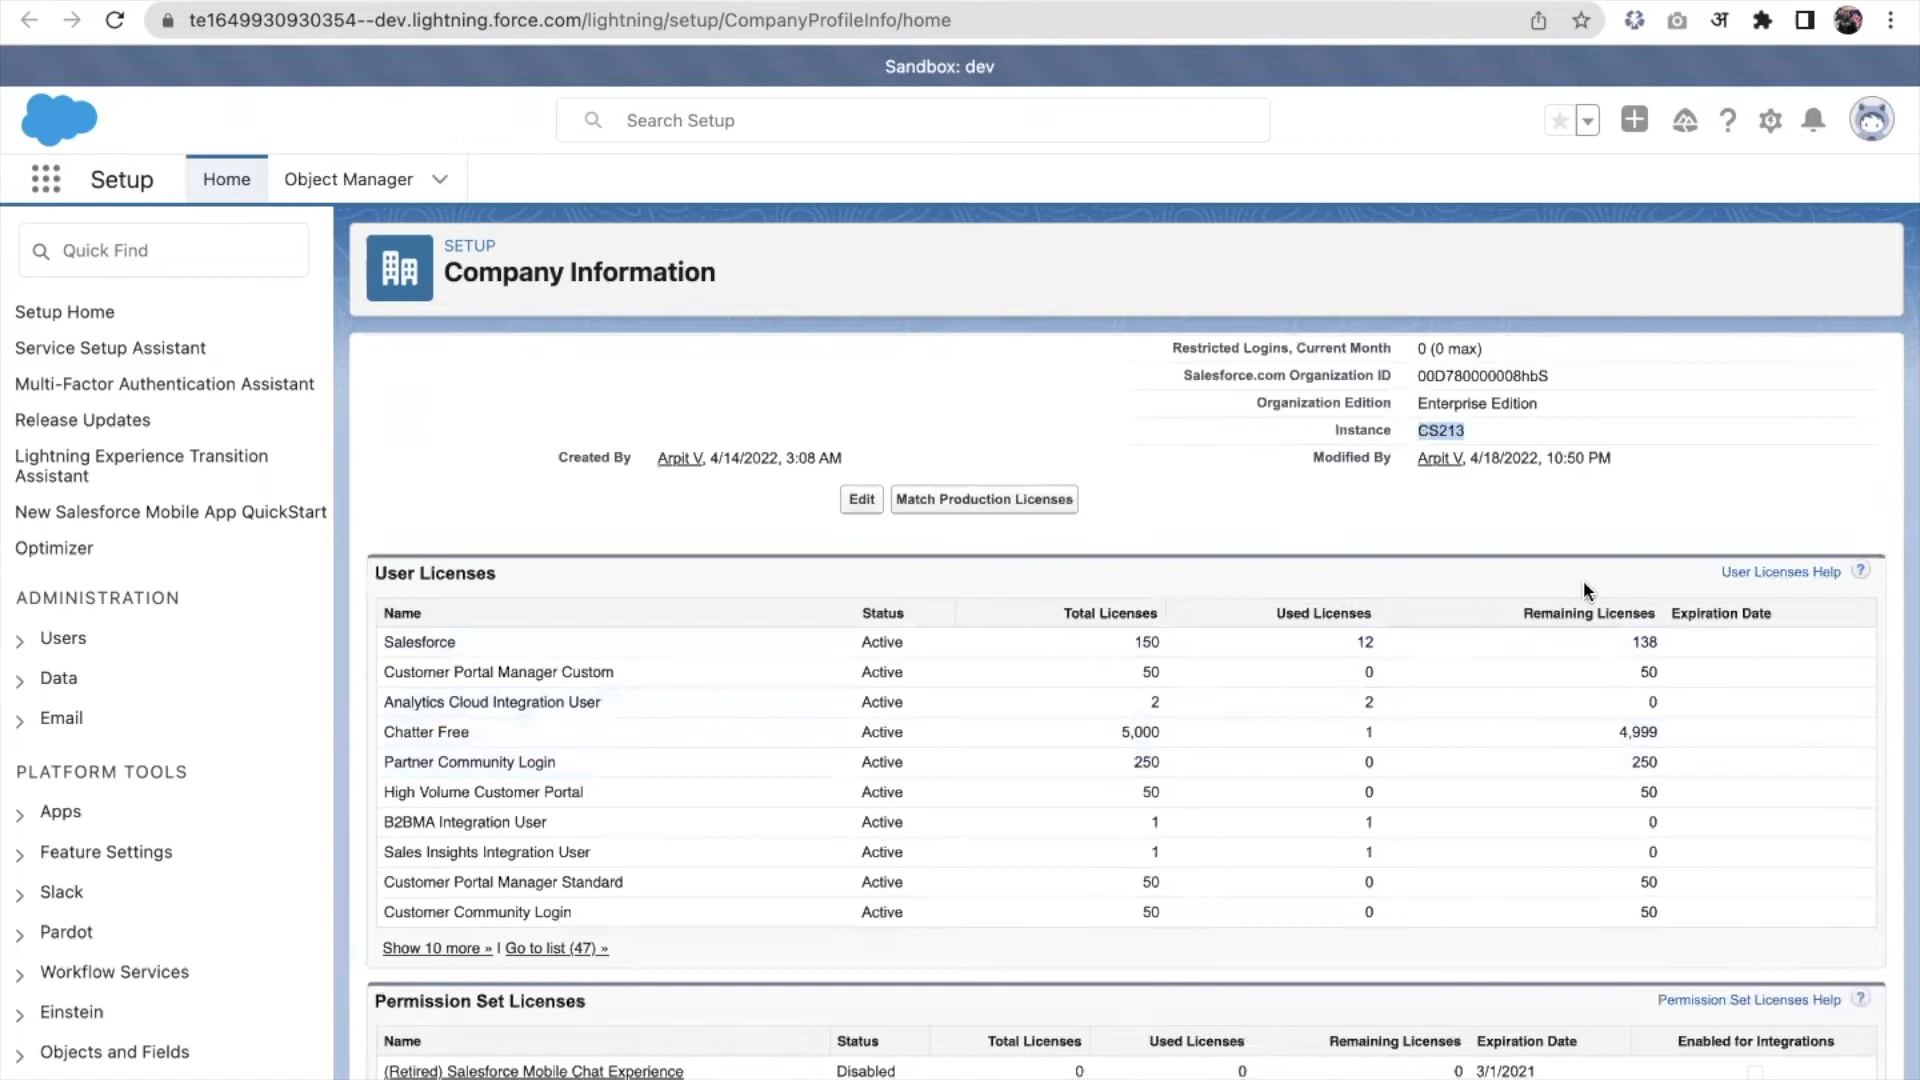 te1649930930354--dev.lightning.force.com/lightning/setup/CompanyProfileInfo/home
अ
Sandbox: dev
Search Setup
Setup
Home
Object Manager
Quick Find
Setup Home
Service Setup Assistant
Multi-Factor Authentication Assistant
Release Updates
Lightning Experience Transition
Assistant
New Salesforce Mobile App QuickStart
Optimizer
ADMINISTRATION
Users
Data
Email
PLATFORM TOOLS
Apps
Feature Settings
Slack
Pardot
Workflow Services
Einstein
Objects and Fields
SETUP
Company Information
Restricted Logins, Current Month 0 (0 max)
Salesforce.com Organization ID 00D780000008hbS
Organization Edition Enterprise Edition
Instance CS213
Created By Arpit V, 4/14/2022, 3:08 AM Modified By Arpit V, 4/18/2022, 10:50 PM
Edit Match Production Licenses
User Licenses User Licenses Help ?
Name Status Total Licenses Used Licenses Remaining Licenses Expiration Date
Salesforce Active 150 12 138
Customer Portal Manager Custom Active 50 0 50
Analytics Cloud Integration User Active 2 2 0
Chatter Free Active 5,000 1 4,999
Partner Community Login Active 250 0 250
High Volume Customer Portal Active 50 0 50
B2BMA Integration User Active 1 1 0
Sales Insights Integration User Active 1 1 0
Customer Portal Manager Standard Active 50 0 50
Customer Community Login Active 50 0 50
Show 10 more » | Go to list (47) »
Permission Set Licenses Permission Set Licenses Help ?
Name Status Total Licenses Used Licenses Remaining Licenses Expiration Date Enabled for Integrations
(Retired) Salesforce Mobile Chat Experience Disabled 0 0 0 3/1/2021